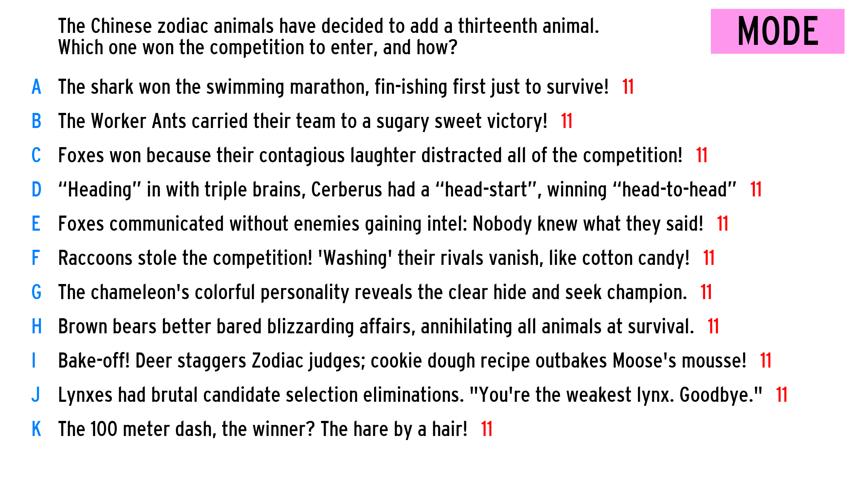 The Chinese zodiac animals have decided to add a thirteenth animal.
Which one won the competition to enter, and how?
MODE
A The shark won the swimming marathon, fin-ishing first just to survive! 11
B The Worker Ants carried their team to a sugary sweet victory! 11
C Foxes won because their contagious laughter distracted all of the competition! 11
D “Heading” in with triple brains, Cerberus had a “head-start”, winning “head-to-head” 11
E Foxes communicated without enemies gaining intel: Nobody knew what they said! 11
F Raccoons stole the competition! 'Washing' their rivals vanish, like cotton candy! 11
G The chameleon's colorful personality reveals the clear hide and seek champion. 11
H Brown bears better bared blizzarding affairs, annihilating all animals at survival. 11
I Bake-off! Deer staggers Zodiac judges; cookie dough recipe outbakes Moose's mousse! 11
J Lynxes had brutal candidate selection eliminations. "You're the weakest lynx. Goodbye." 11
K The 100 meter dash, the winner? The hare by a hair! 11